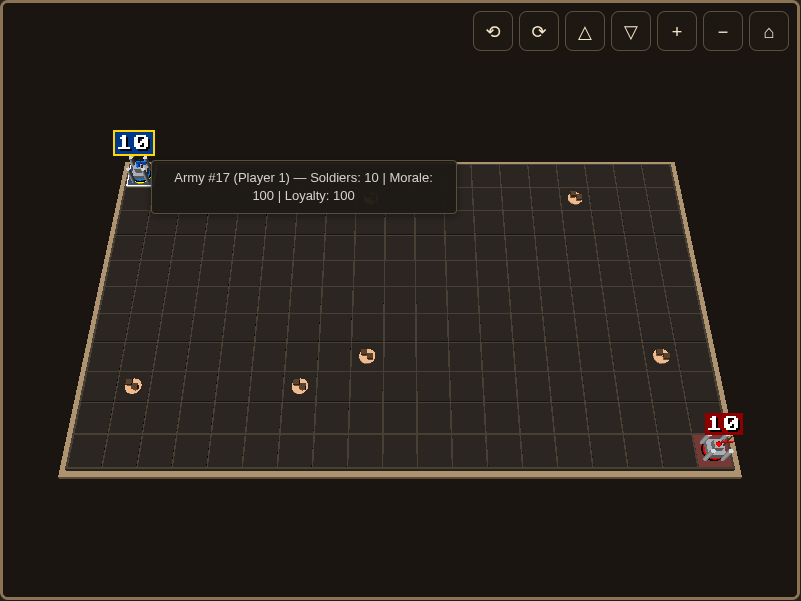 ⟲ ⟳ △ ▽ + − ⌂
10
Army #17 (Player 1) — Soldiers: 10 | Morale:
100 | Loyalty: 100
10